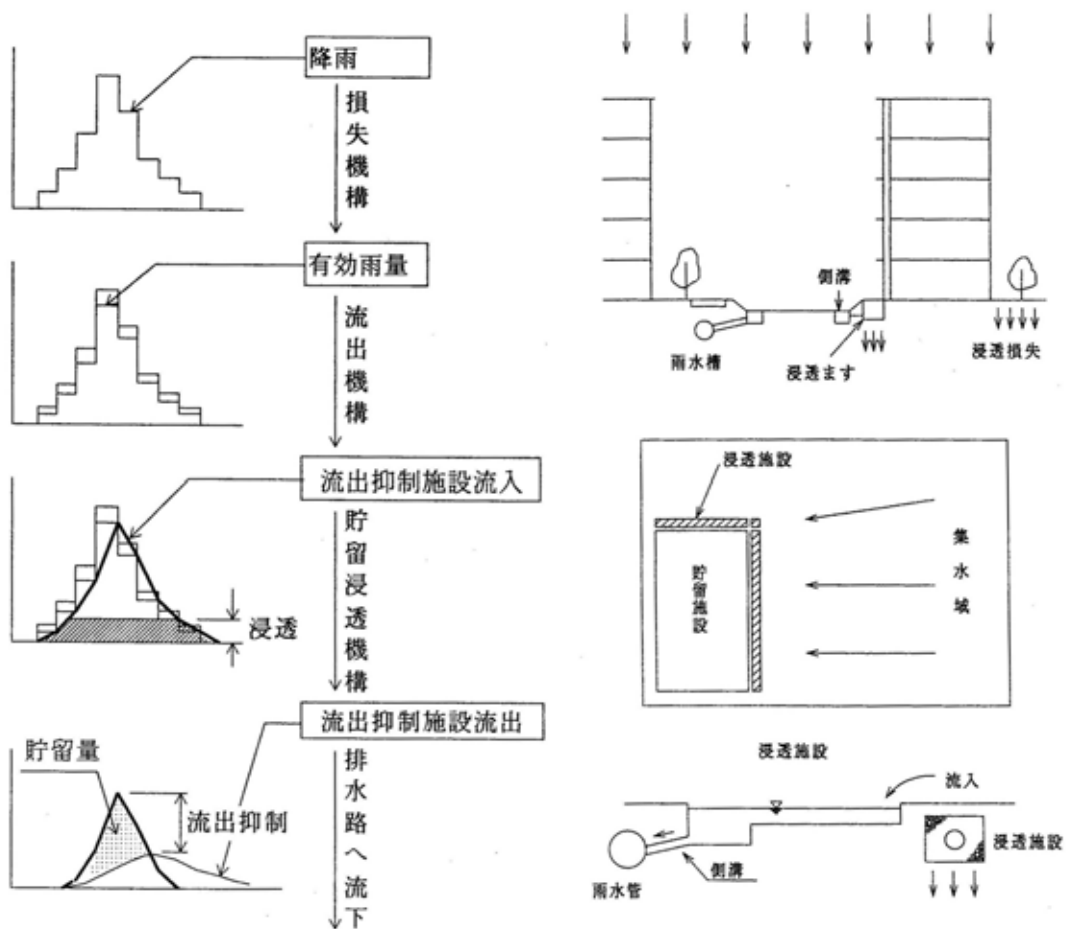 降雨
損失機構
有効雨量
流出機構
流出抑制施設流入
貯留浸透機構
浸透
流出抑制施設流出
貯留量
流出抑制
排水路へ流下
側溝
雨水槽
浸透ます
浸透損失
浸透施設
貯留施設
集水域
浸透施設
流入
浸透施設
側溝
雨水管